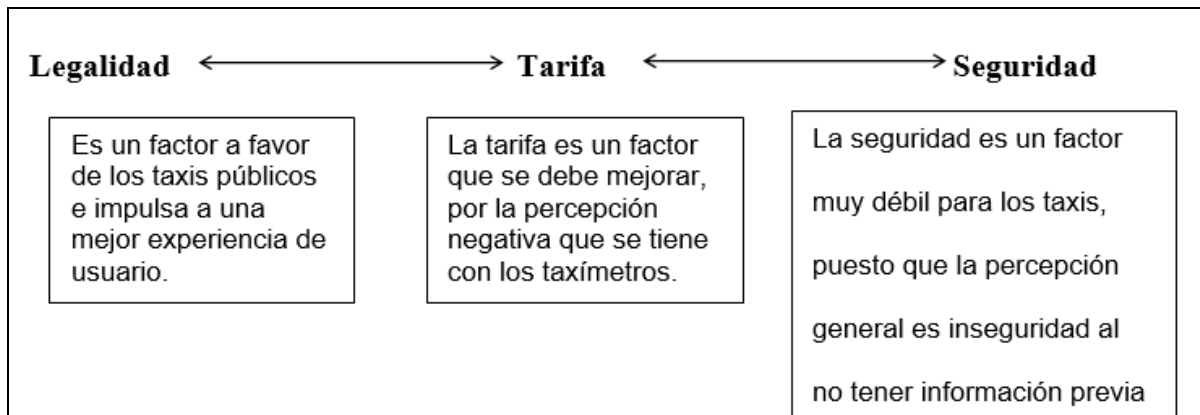 Legalidad Tarifa Seguridad
Es un factor a favor
de los taxis públicos
e impulsa a una
mejor experiencia de
usuario.
La tarifa es un factor
que se debe mejorar,
por la percepción
negativa que se tiene
con los taxímetros.
La seguridad es un factor
muy débil para los taxis,
puesto que la percepción
general es inseguridad al
no tener información previa